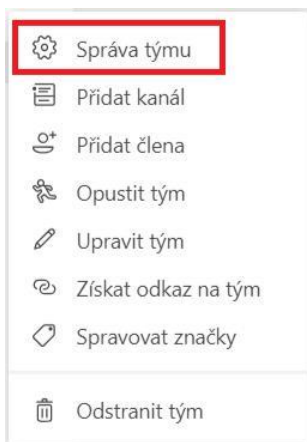 Správa týmu
Přidat kanál
Přidat člena
Opustit tým
Upravit tým
Získat odkaz na tým
Spravovat značky
Odstranit tým